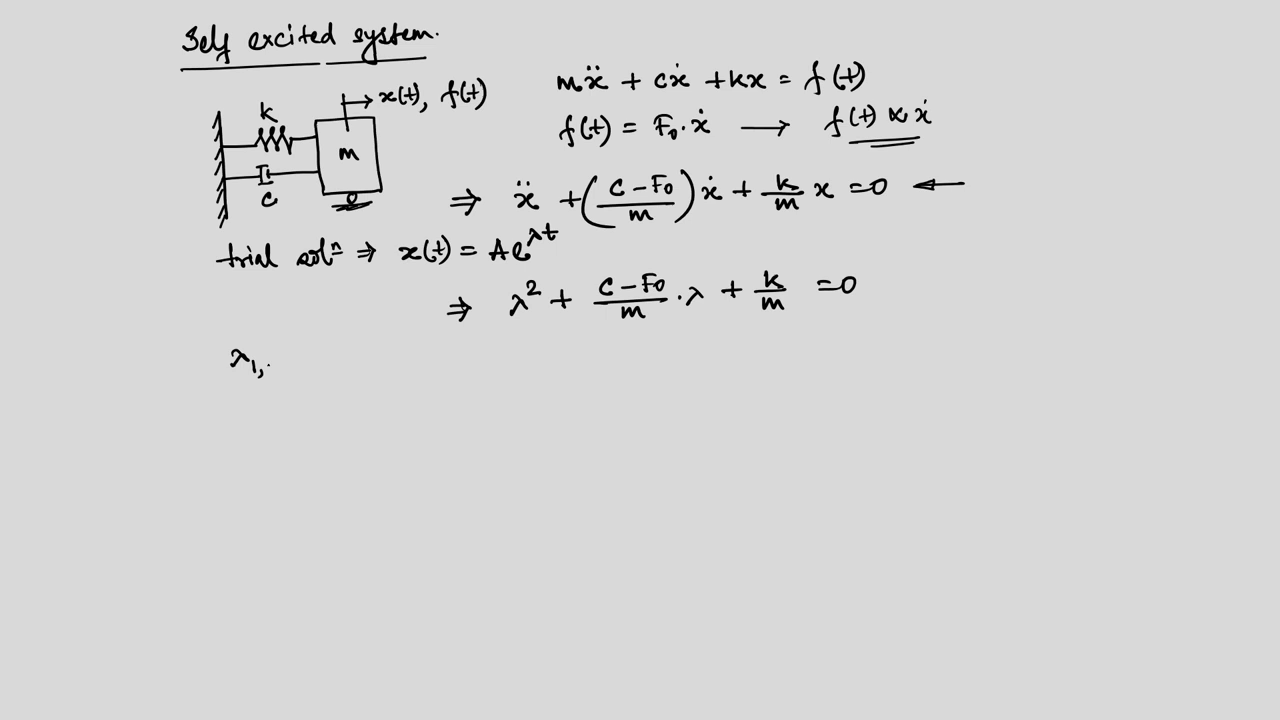 Self excited system.
k
x(t), f(t)
m
c
mẍ + cẋ + kx = f(t)
f(t) = F₀·ẋ ⟶ f(t) ∝ ẋ
⇒ ẍ + (C-F₀/m) ẋ + k/m x = 0 ←
trial solⁿ ⇒ x(t) = Ae^λt
⇒ λ² + C-F₀/m · λ + k/m = 0
λ₁,